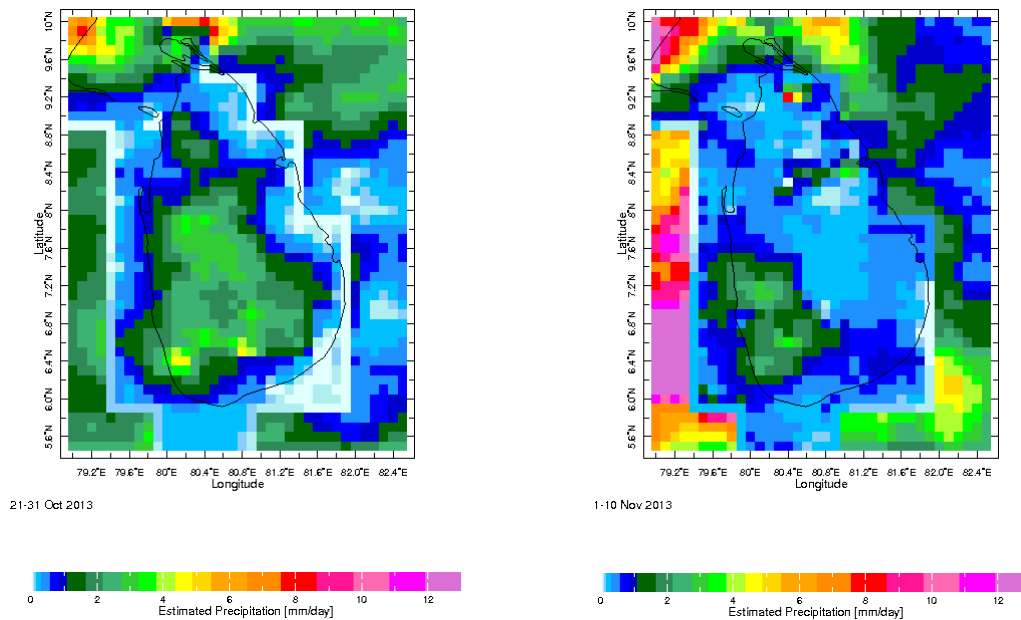 10°N
9.6°N
9.2°N
8.8°N
8.4°N
8°N
7.6°N
7.2°N
6.8°N
6.4°N
6.0°N
5.6°N
Latitude
79.2°E 79.6°E 80°E 80.4°E 80.8°E 81.2°E 81.6°E 82.0°E 82.4°E
Longitude
21-31 Oct 2013
0 2 4 6 8 10 12
Estimated Precipitation [mm/day]
10°N
9.6°N
9.2°N
8.8°N
8.4°N
8°N
7.6°N
7.2°N
6.8°N
6.4°N
6.0°N
5.6°N
Latitude
79.2°E 79.6°E 80°E 80.4°E 80.8°E 81.2°E 81.6°E 82.0°E 82.4°E
Longitude
1-10 Nov 2013
0 2 4 6 8 10 12
Estimated Precipitation [mm/day]